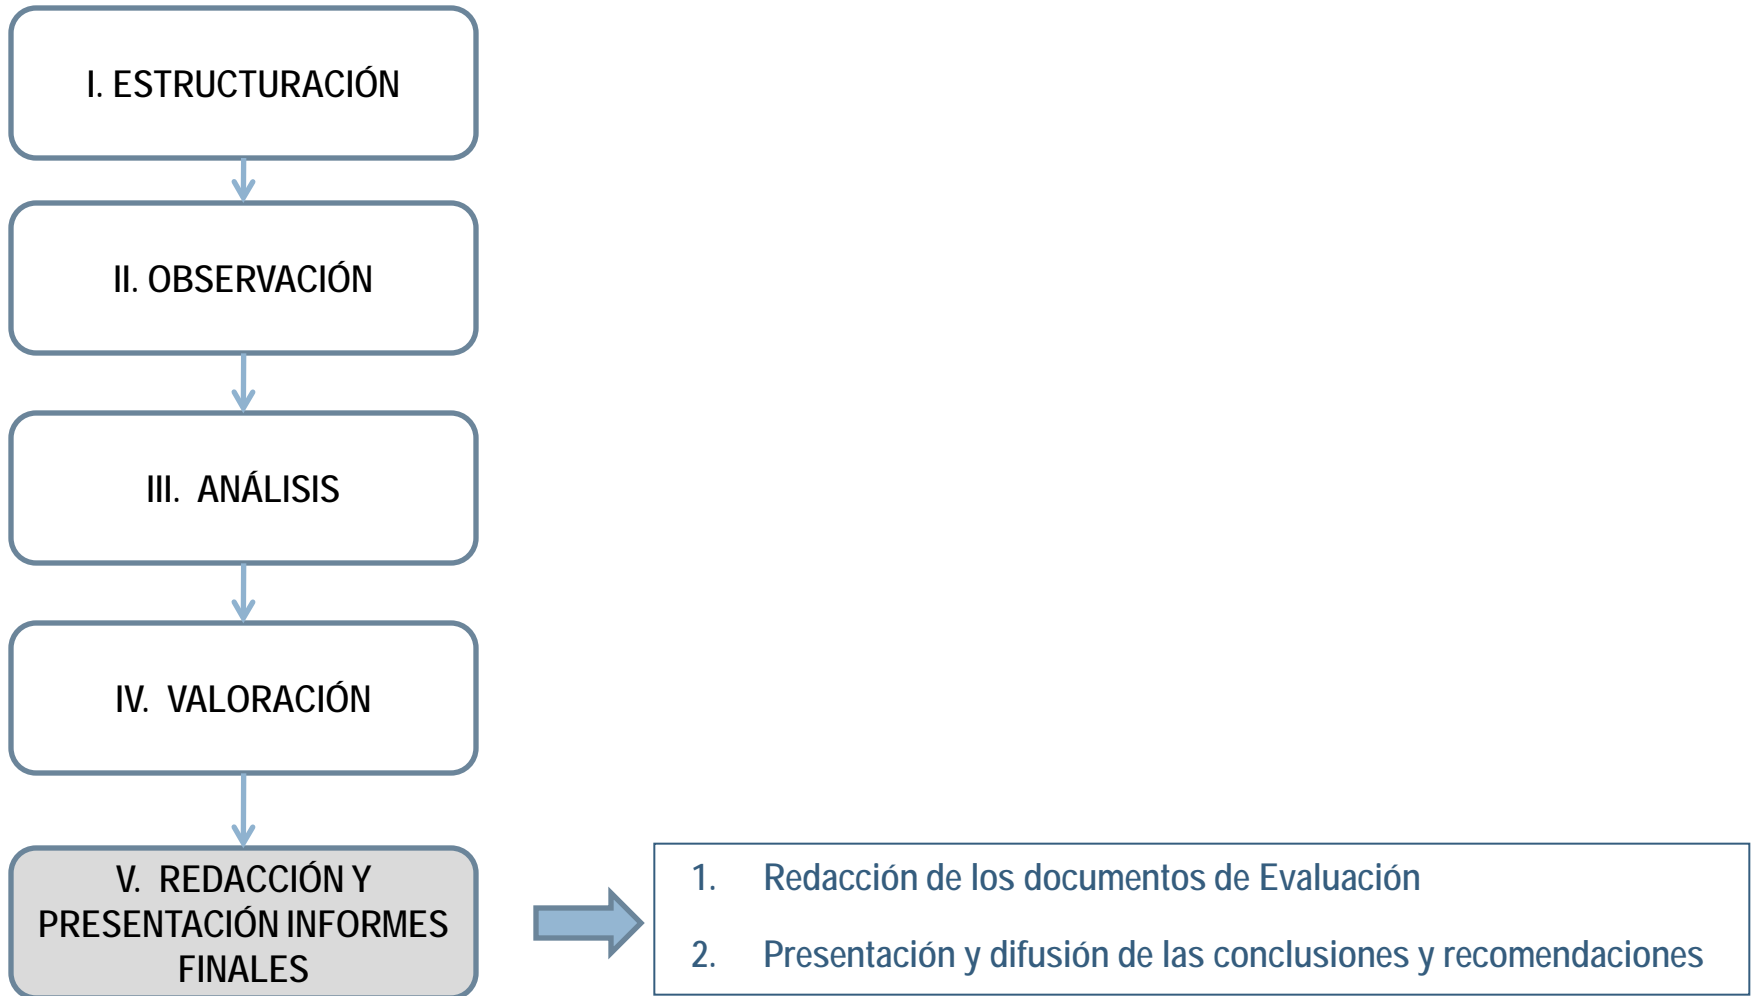 I. ESTRUCTURACIÓN
II. OBSERVACIÓN
III. ANÁLISIS
IV. VALORACIÓN
V. REDACCIÓN Y
PRESENTACIÓN INFORMES
FINALES
1. Redacción de los documentos de Evaluación
2. Presentación y difusión de las conclusiones y recomendaciones